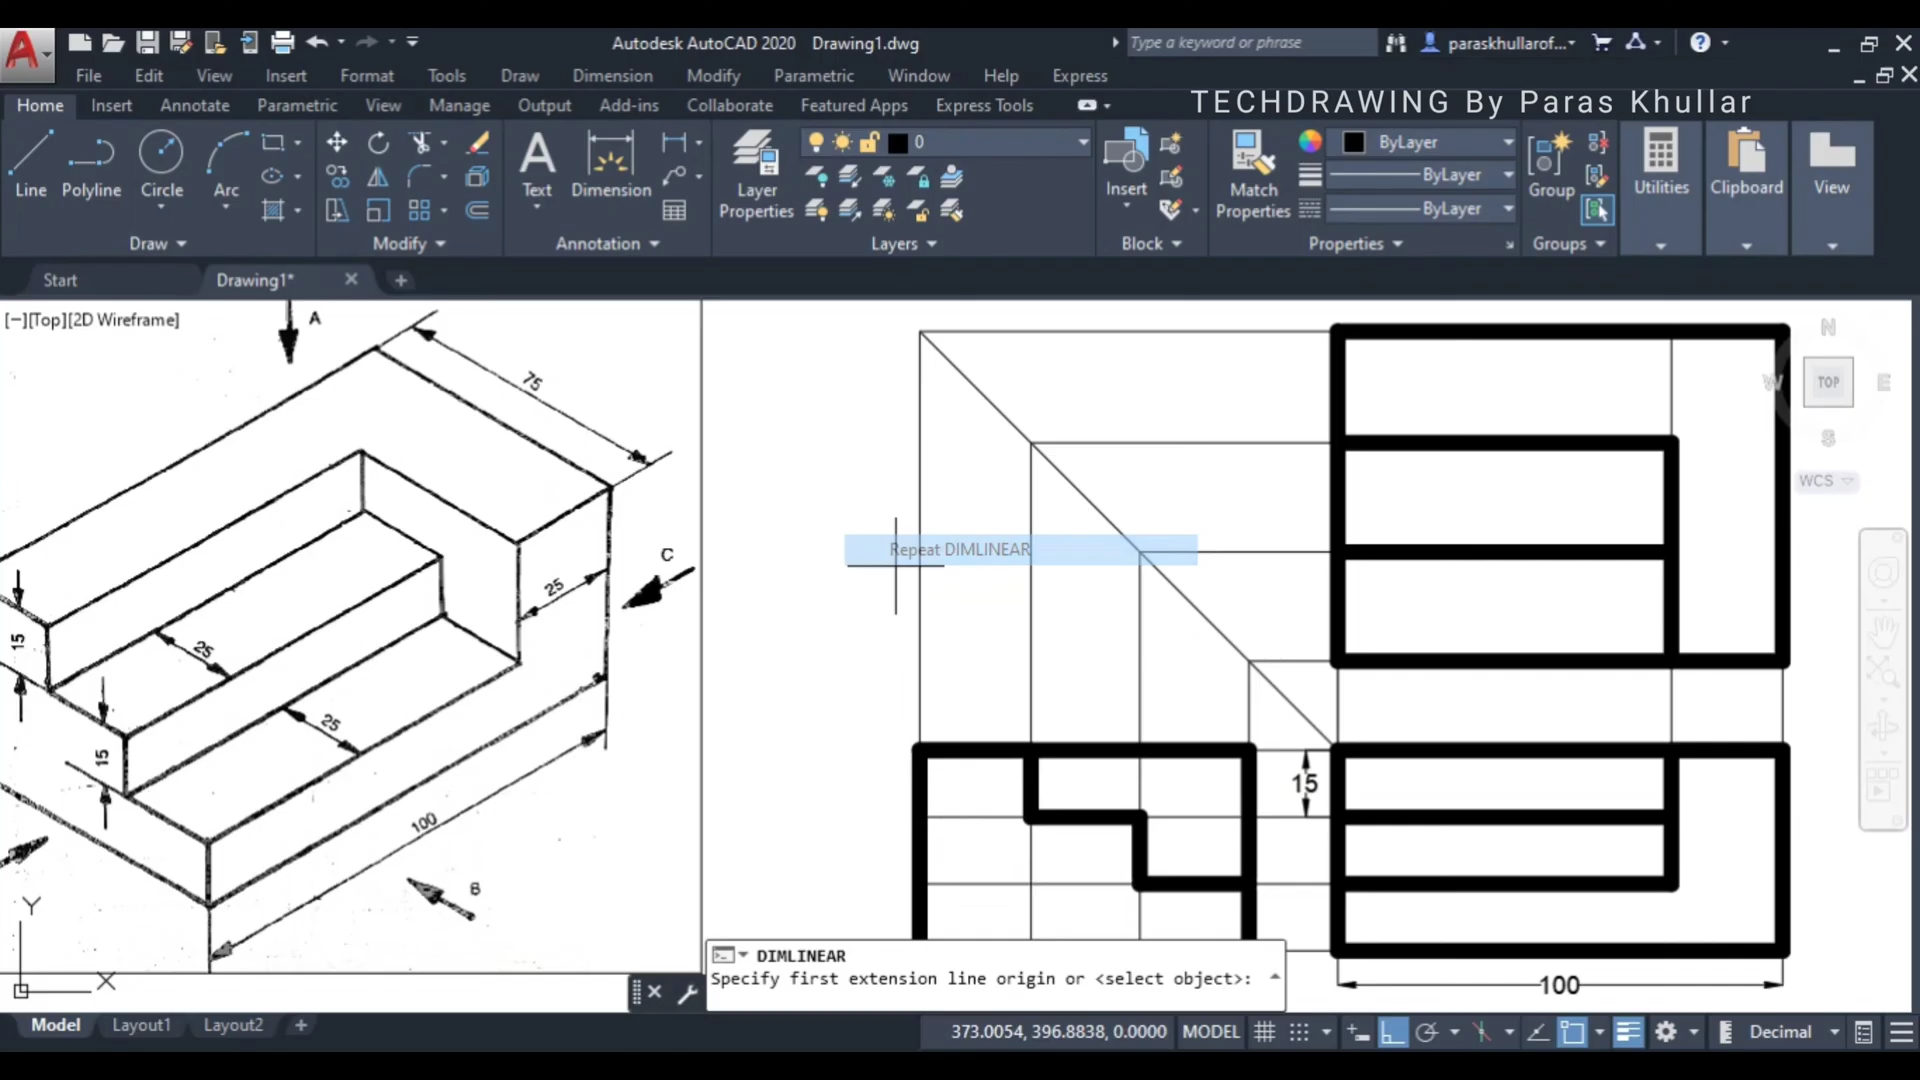 Autodesk AutoCAD 2020 Drawing1.dwg
Type a keyword or phrase
paraskhullarof...
File Edit View Insert Format Tools Draw Dimension Modify Parametric Window Help Express
Home Insert Annotate Parametric View Manage Output Add-ins Collaborate Featured Apps Express Tools
TECHDRAWING By Paras Khullar
0
ByLayer
ByLayer
ByLayer
Line Polyline Circle Arc
Text Dimension
Layer Properties
Insert
Match Properties
Group
Utilities Clipboard View
Draw Modify Annotation Layers Block Properties Groups
Start Drawing1*
[−][Top][2D Wireframe]
A
75
C
25
15
25
25
15
100
B
Y
X
N
W TOP E
S
WCS
Repeat DIMLINEAR
15
100
DIMLINEAR
Specify first extension line origin or <select object>:
Model Layout1 Layout2 +
373.0054, 396.8838, 0.0000 MODEL
Decimal